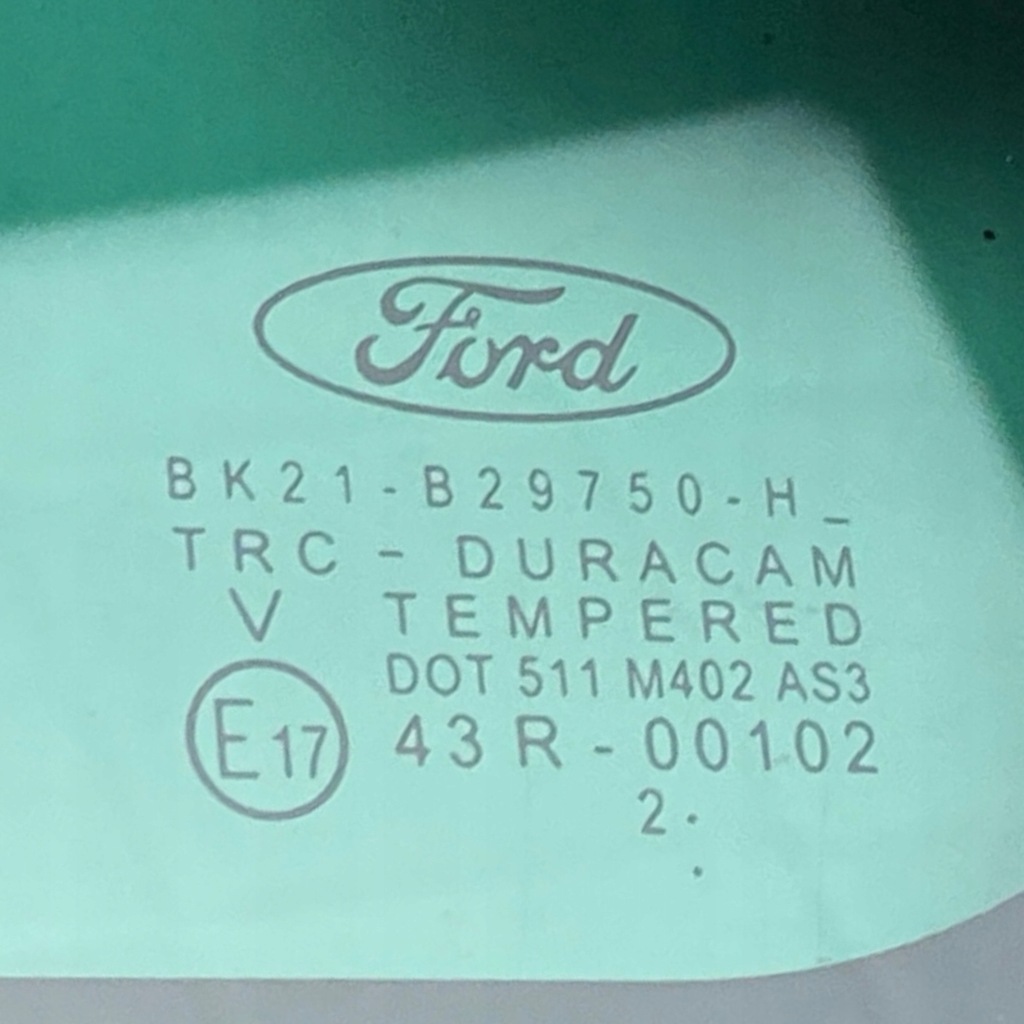 Ford
BK21-B29750-H_
TRC - DURACAM
V TEMPERED
DOT 511 M402 AS3
E17 43R-00102
2.